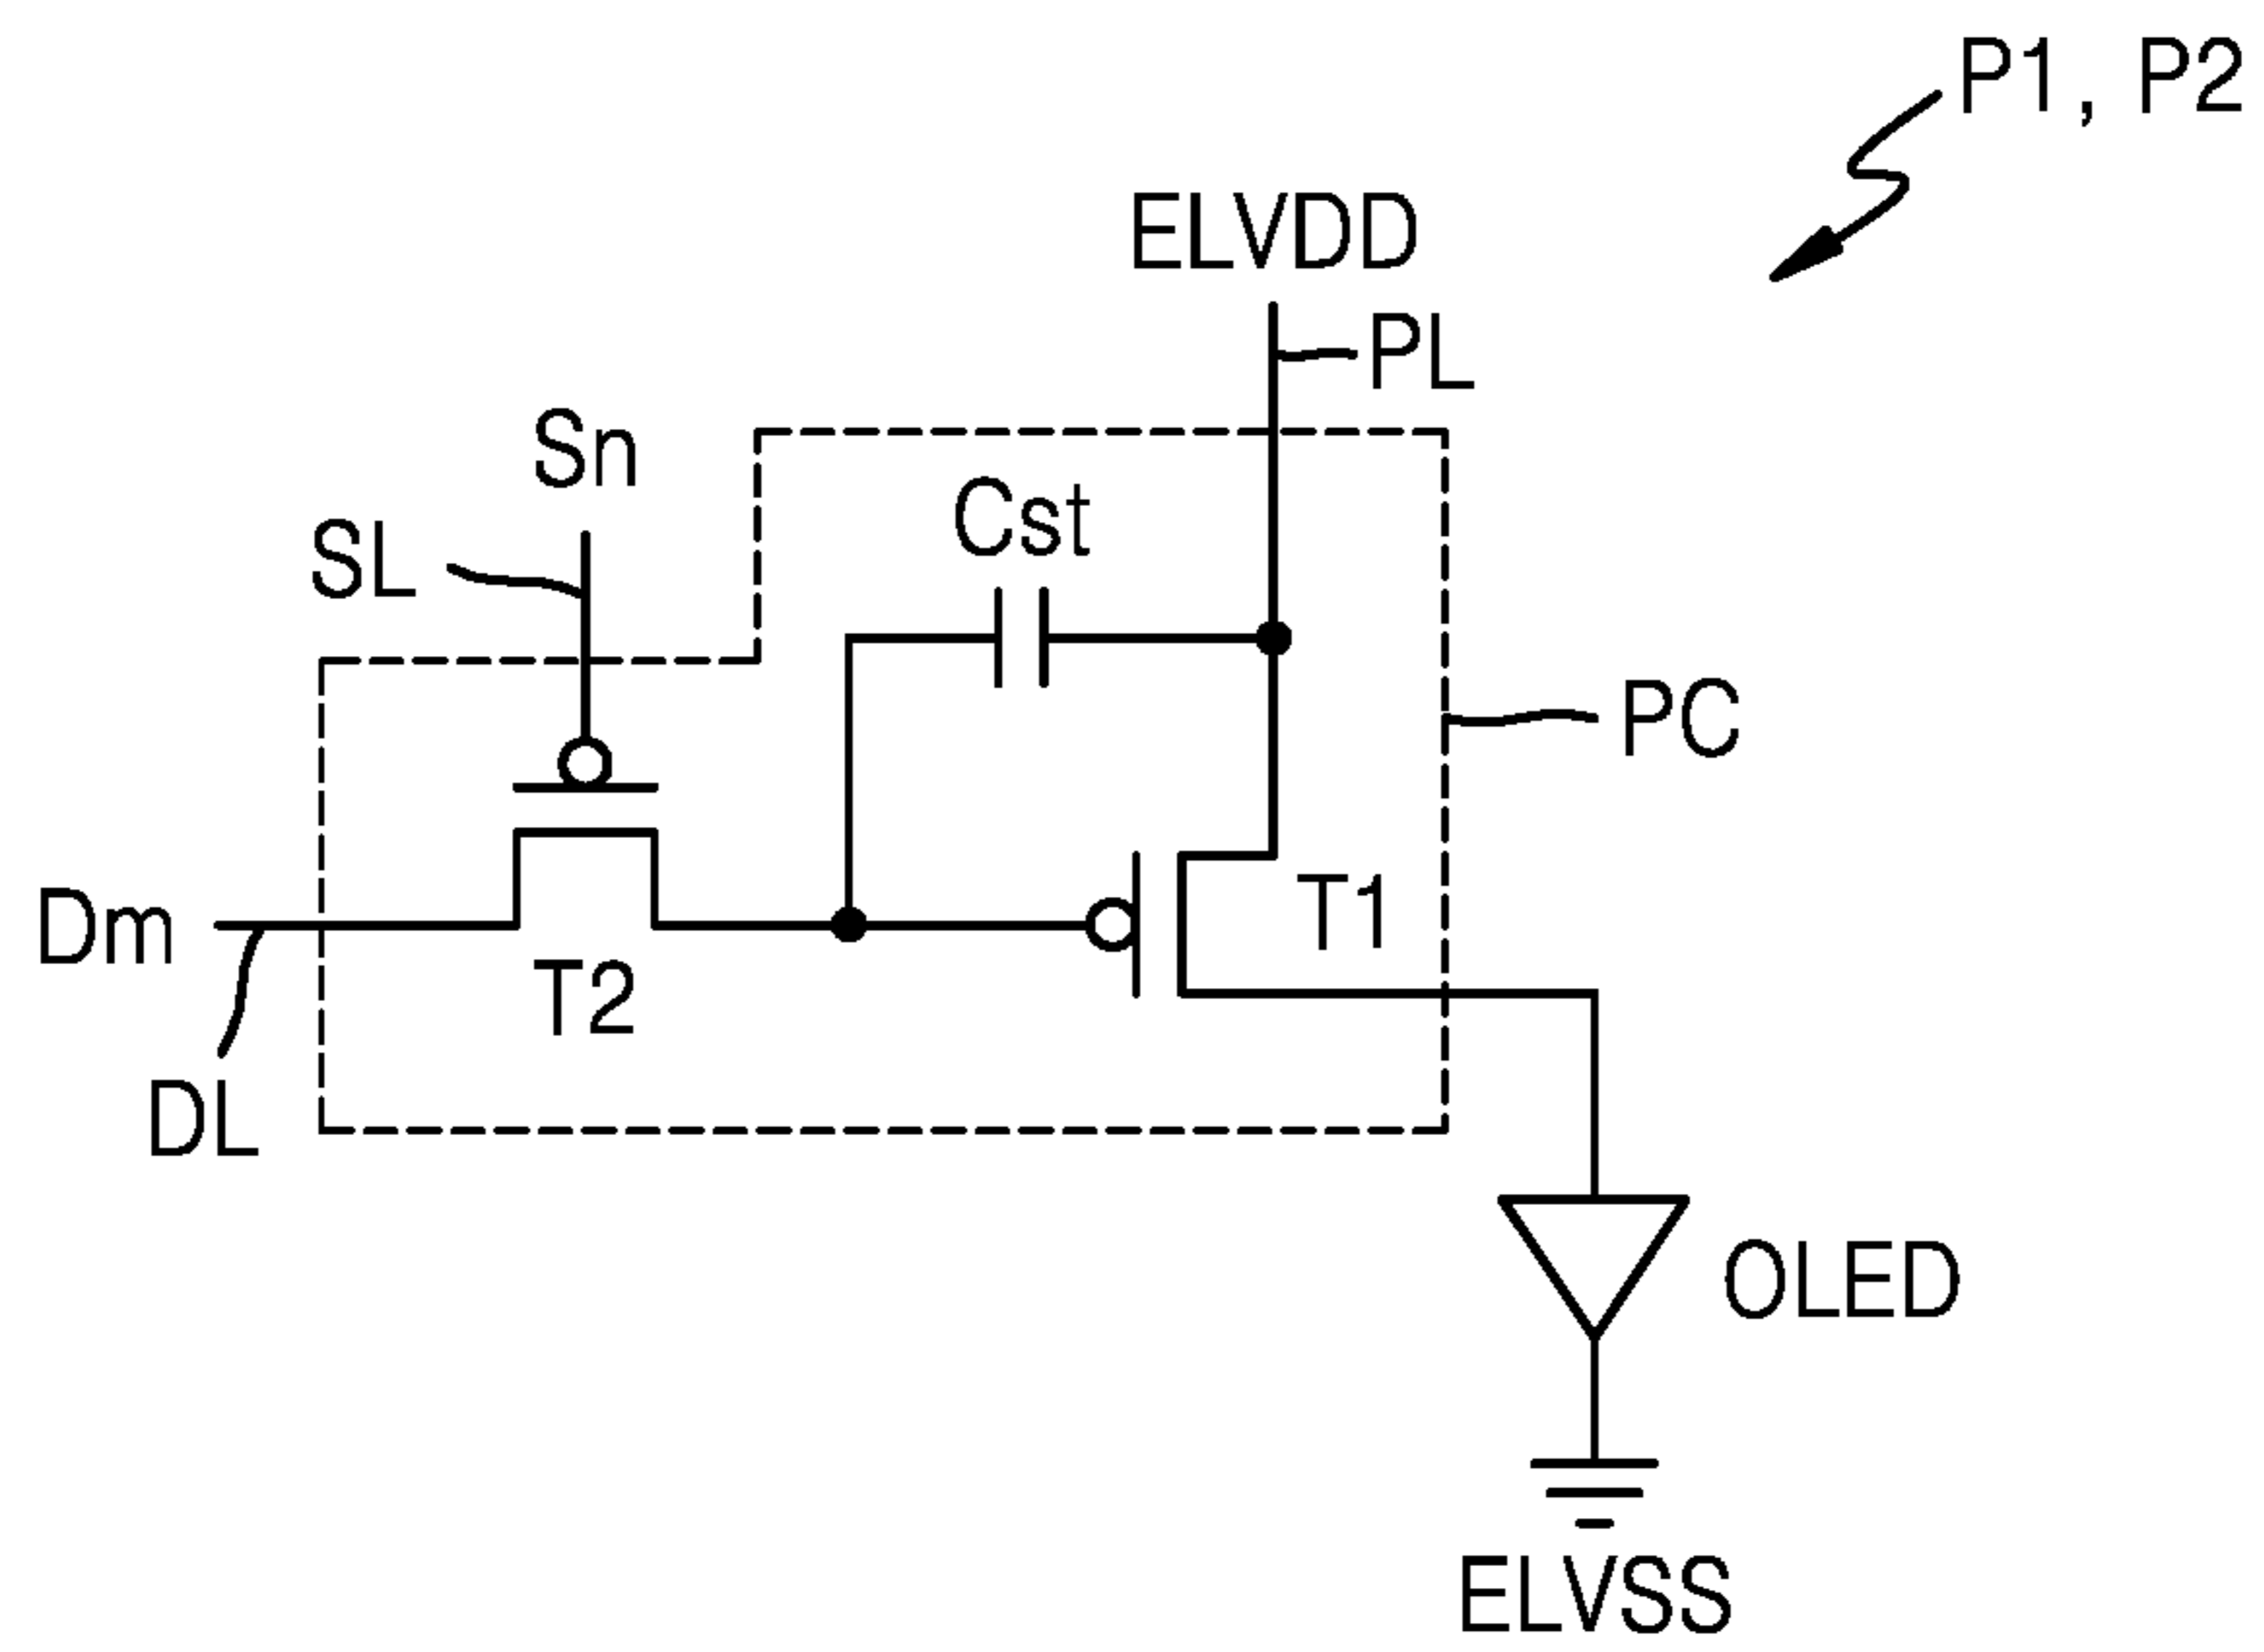 P1, P2
ELVDD
PL
Sn
Cst
SL
PC
T1
Dm
T2
DL
OLED
ELVSS